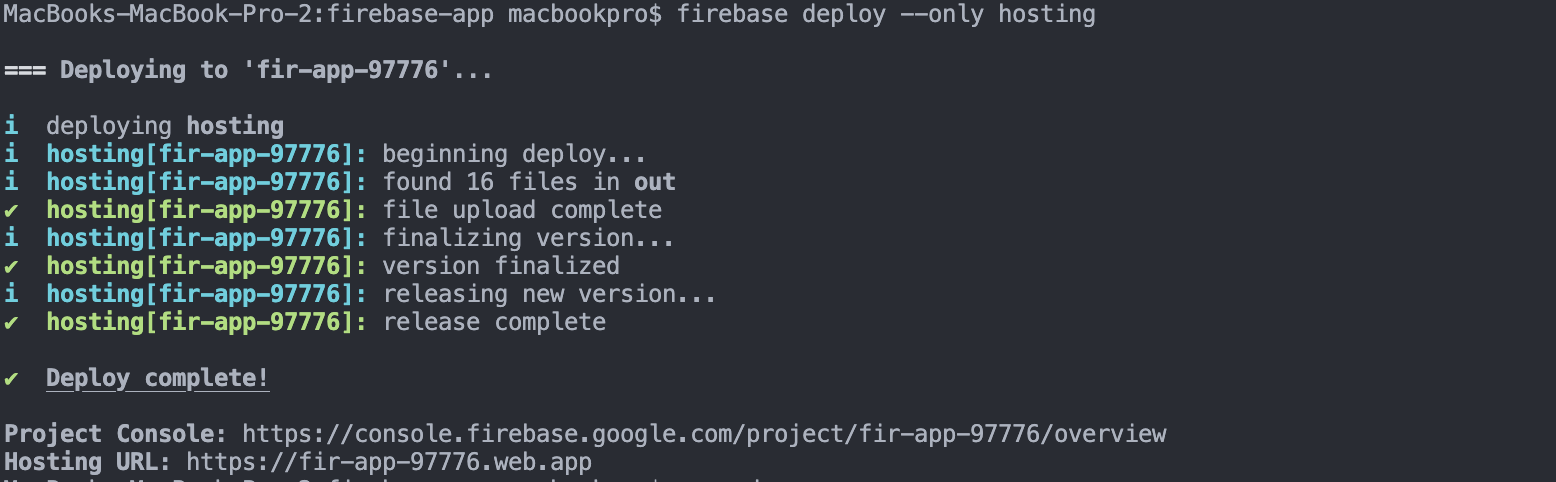 MacBooks-MacBook-Pro-2:firebase-app macbookpro$ firebase deploy --only hosting
=== Deploying to 'fir-app-97776'...
i deploying hosting
i hosting[fir-app-97776]: beginning deploy...
i hosting[fir-app-97776]: found 16 files in out
✔ hosting[fir-app-97776]: file upload complete
i hosting[fir-app-97776]: finalizing version...
✔ hosting[fir-app-97776]: version finalized
i hosting[fir-app-97776]: releasing new version...
✔ hosting[fir-app-97776]: release complete
✔ Deploy complete!
Project Console: https://console.firebase.google.com/project/fir-app-97776/overview
Hosting URL: https://fir-app-97776.web.app